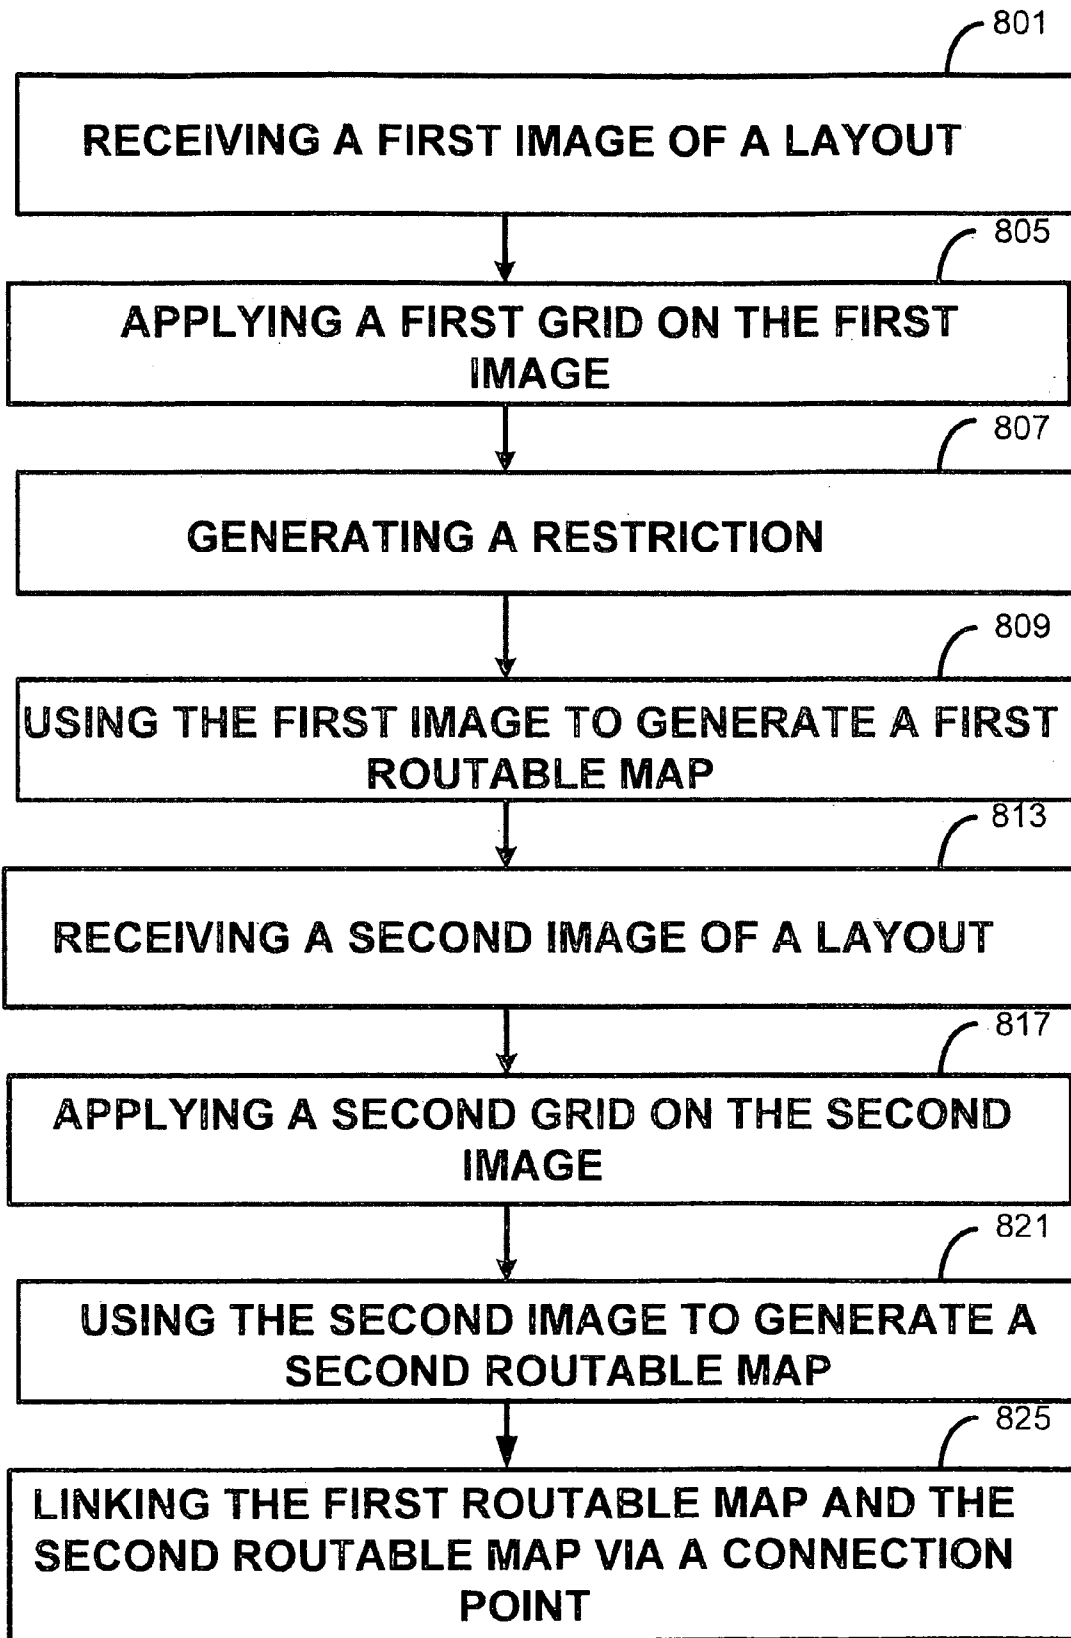 801
RECEIVING A FIRST IMAGE OF A LAYOUT
805
APPLYING A FIRST GRID ON THE FIRST
IMAGE
807
GENERATING A RESTRICTION
809
USING THE FIRST IMAGE TO GENERATE A FIRST
ROUTABLE MAP
813
RECEIVING A SECOND IMAGE OF A LAYOUT
817
APPLYING A SECOND GRID ON THE SECOND
IMAGE
821
USING THE SECOND IMAGE TO GENERATE A
SECOND ROUTABLE MAP
825
LINKING THE FIRST ROUTABLE MAP AND THE
SECOND ROUTABLE MAP VIA A CONNECTION
POINT